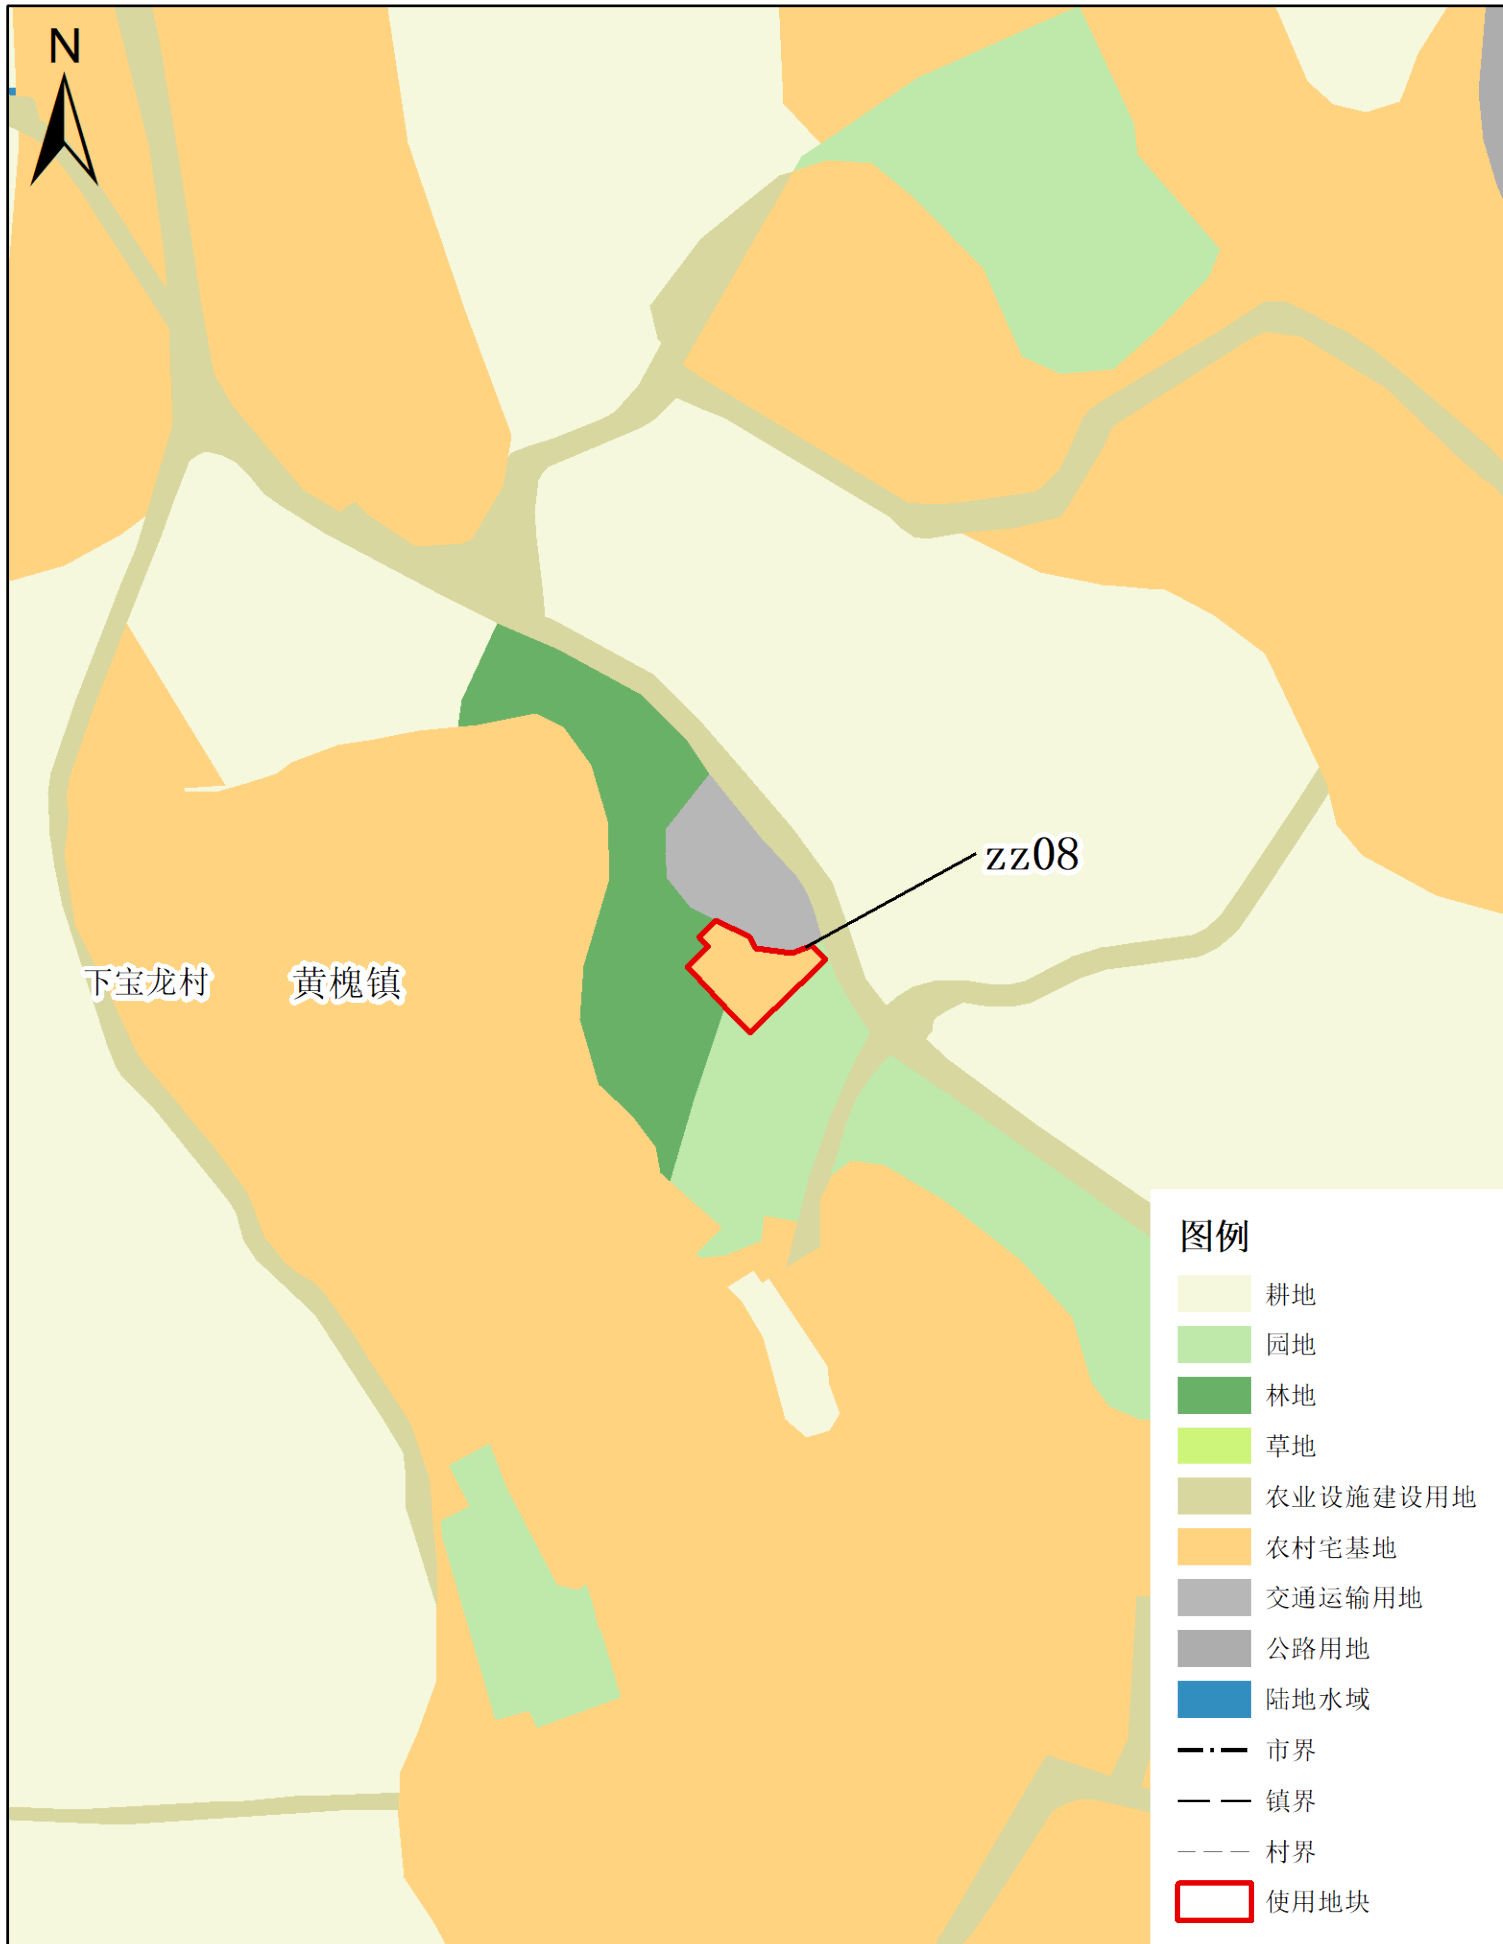 N
zz08
下宝龙村
黄槐镇
图例
耕地
园地
林地
草地
农业设施建设用地
农村宅基地
交通运输用地
公路用地
陆地水域
市界
镇界
村界
使用地块